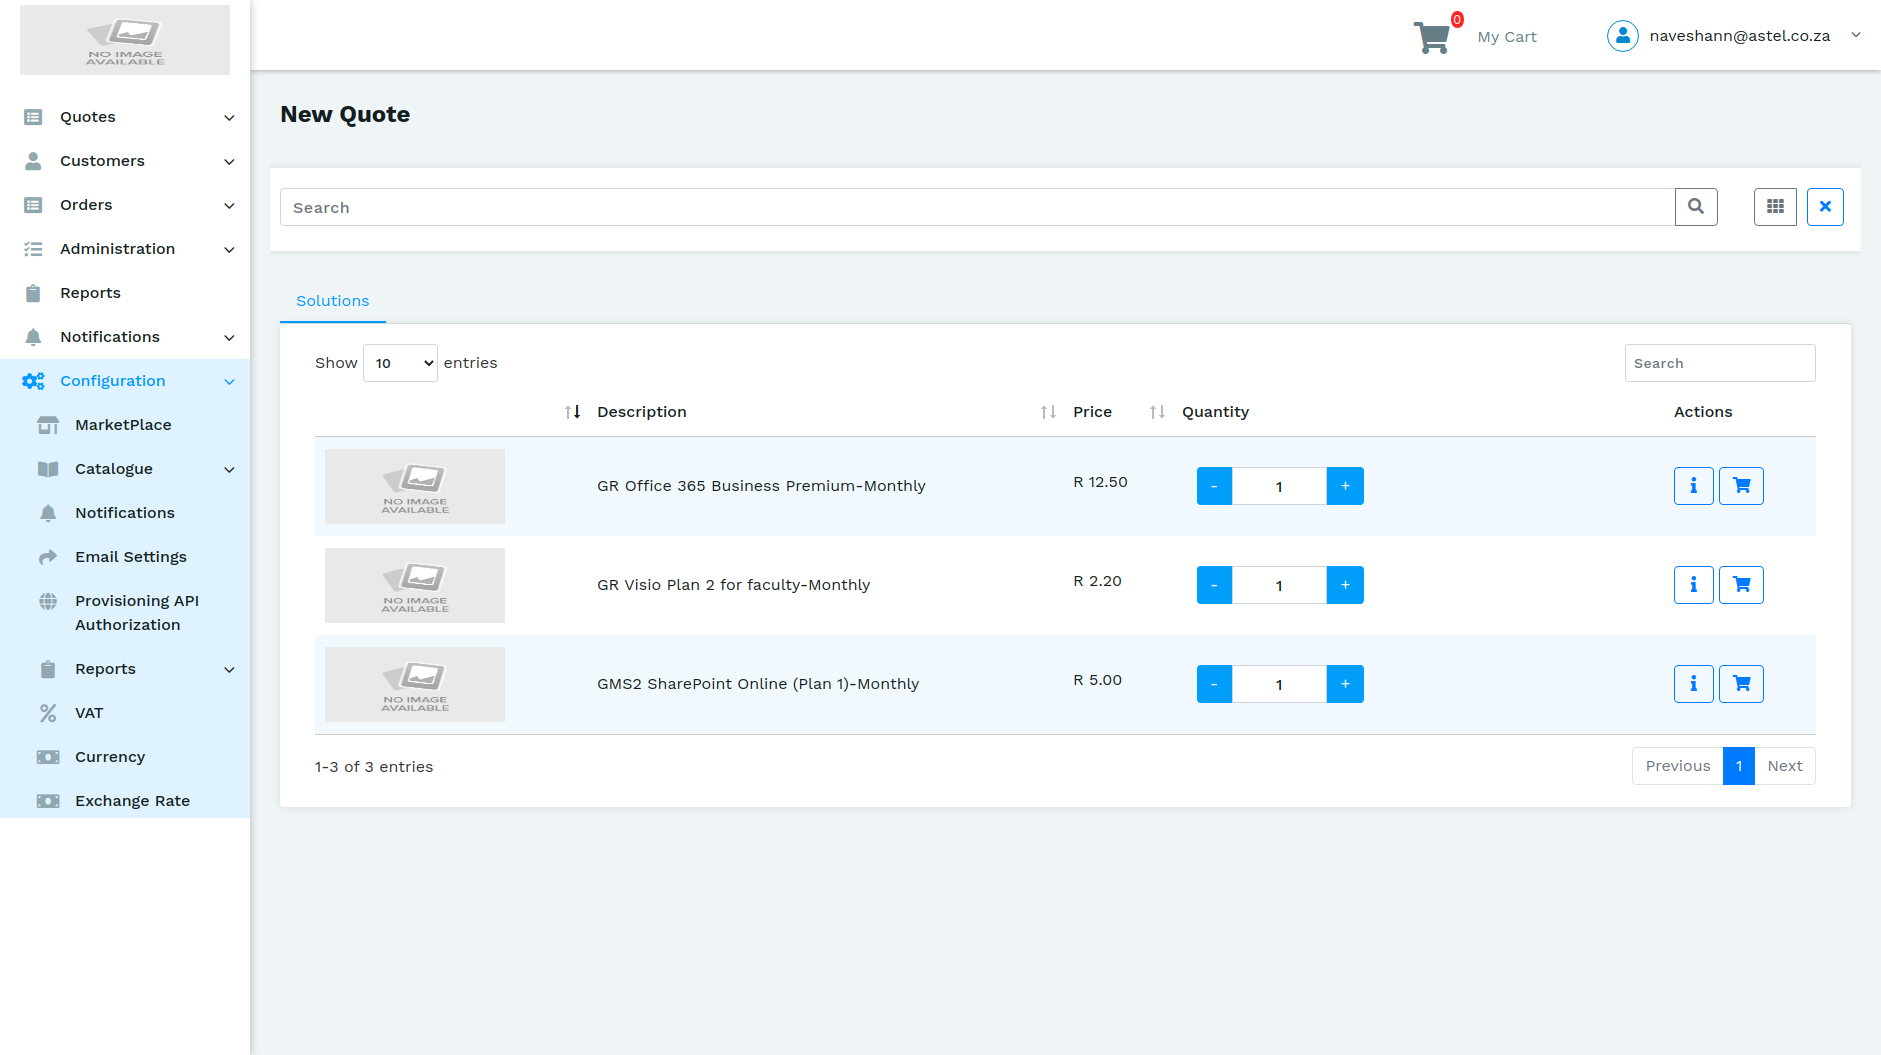 NO IMAGE
AVAILABLE
0
My Cart
naveshann@astel.co.za
Quotes
Customers
Orders
Administration
Reports
Notifications
Configuration
MarketPlace
Catalogue
Notifications
Email Settings
Provisioning API
Authorization
Reports
VAT
Currency
Exchange Rate
New Quote
Search
Solutions
Show 10 entries
Search
Description Price Quantity Actions
NO IMAGE
AVAILABLE
GR Office 365 Business Premium-Monthly R 12.50 - 1 +
NO IMAGE
AVAILABLE
GR Visio Plan 2 for faculty-Monthly R 2.20 - 1 +
NO IMAGE
AVAILABLE
GMS2 SharePoint Online (Plan 1)-Monthly R 5.00 - 1 +
1-3 of 3 entries
Previous 1 Next